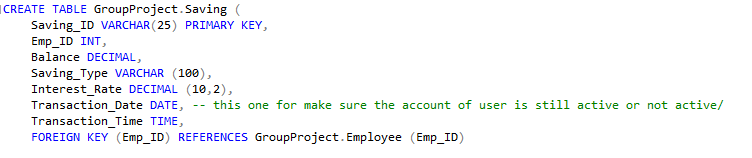 CREATE TABLE GroupProject.Saving (
Saving_ID VARCHAR(25) PRIMARY KEY,
Emp_ID INT,
Balance DECIMAL,
Saving_Type VARCHAR (100),
Interest_Rate DECIMAL (10,2),
Transaction_Date DATE, -- this one for make sure the account of user is still active or not active/
Transaction_Time TIME,
FOREIGN KEY (Emp_ID) REFERENCES GroupProject.Employee (Emp_ID)